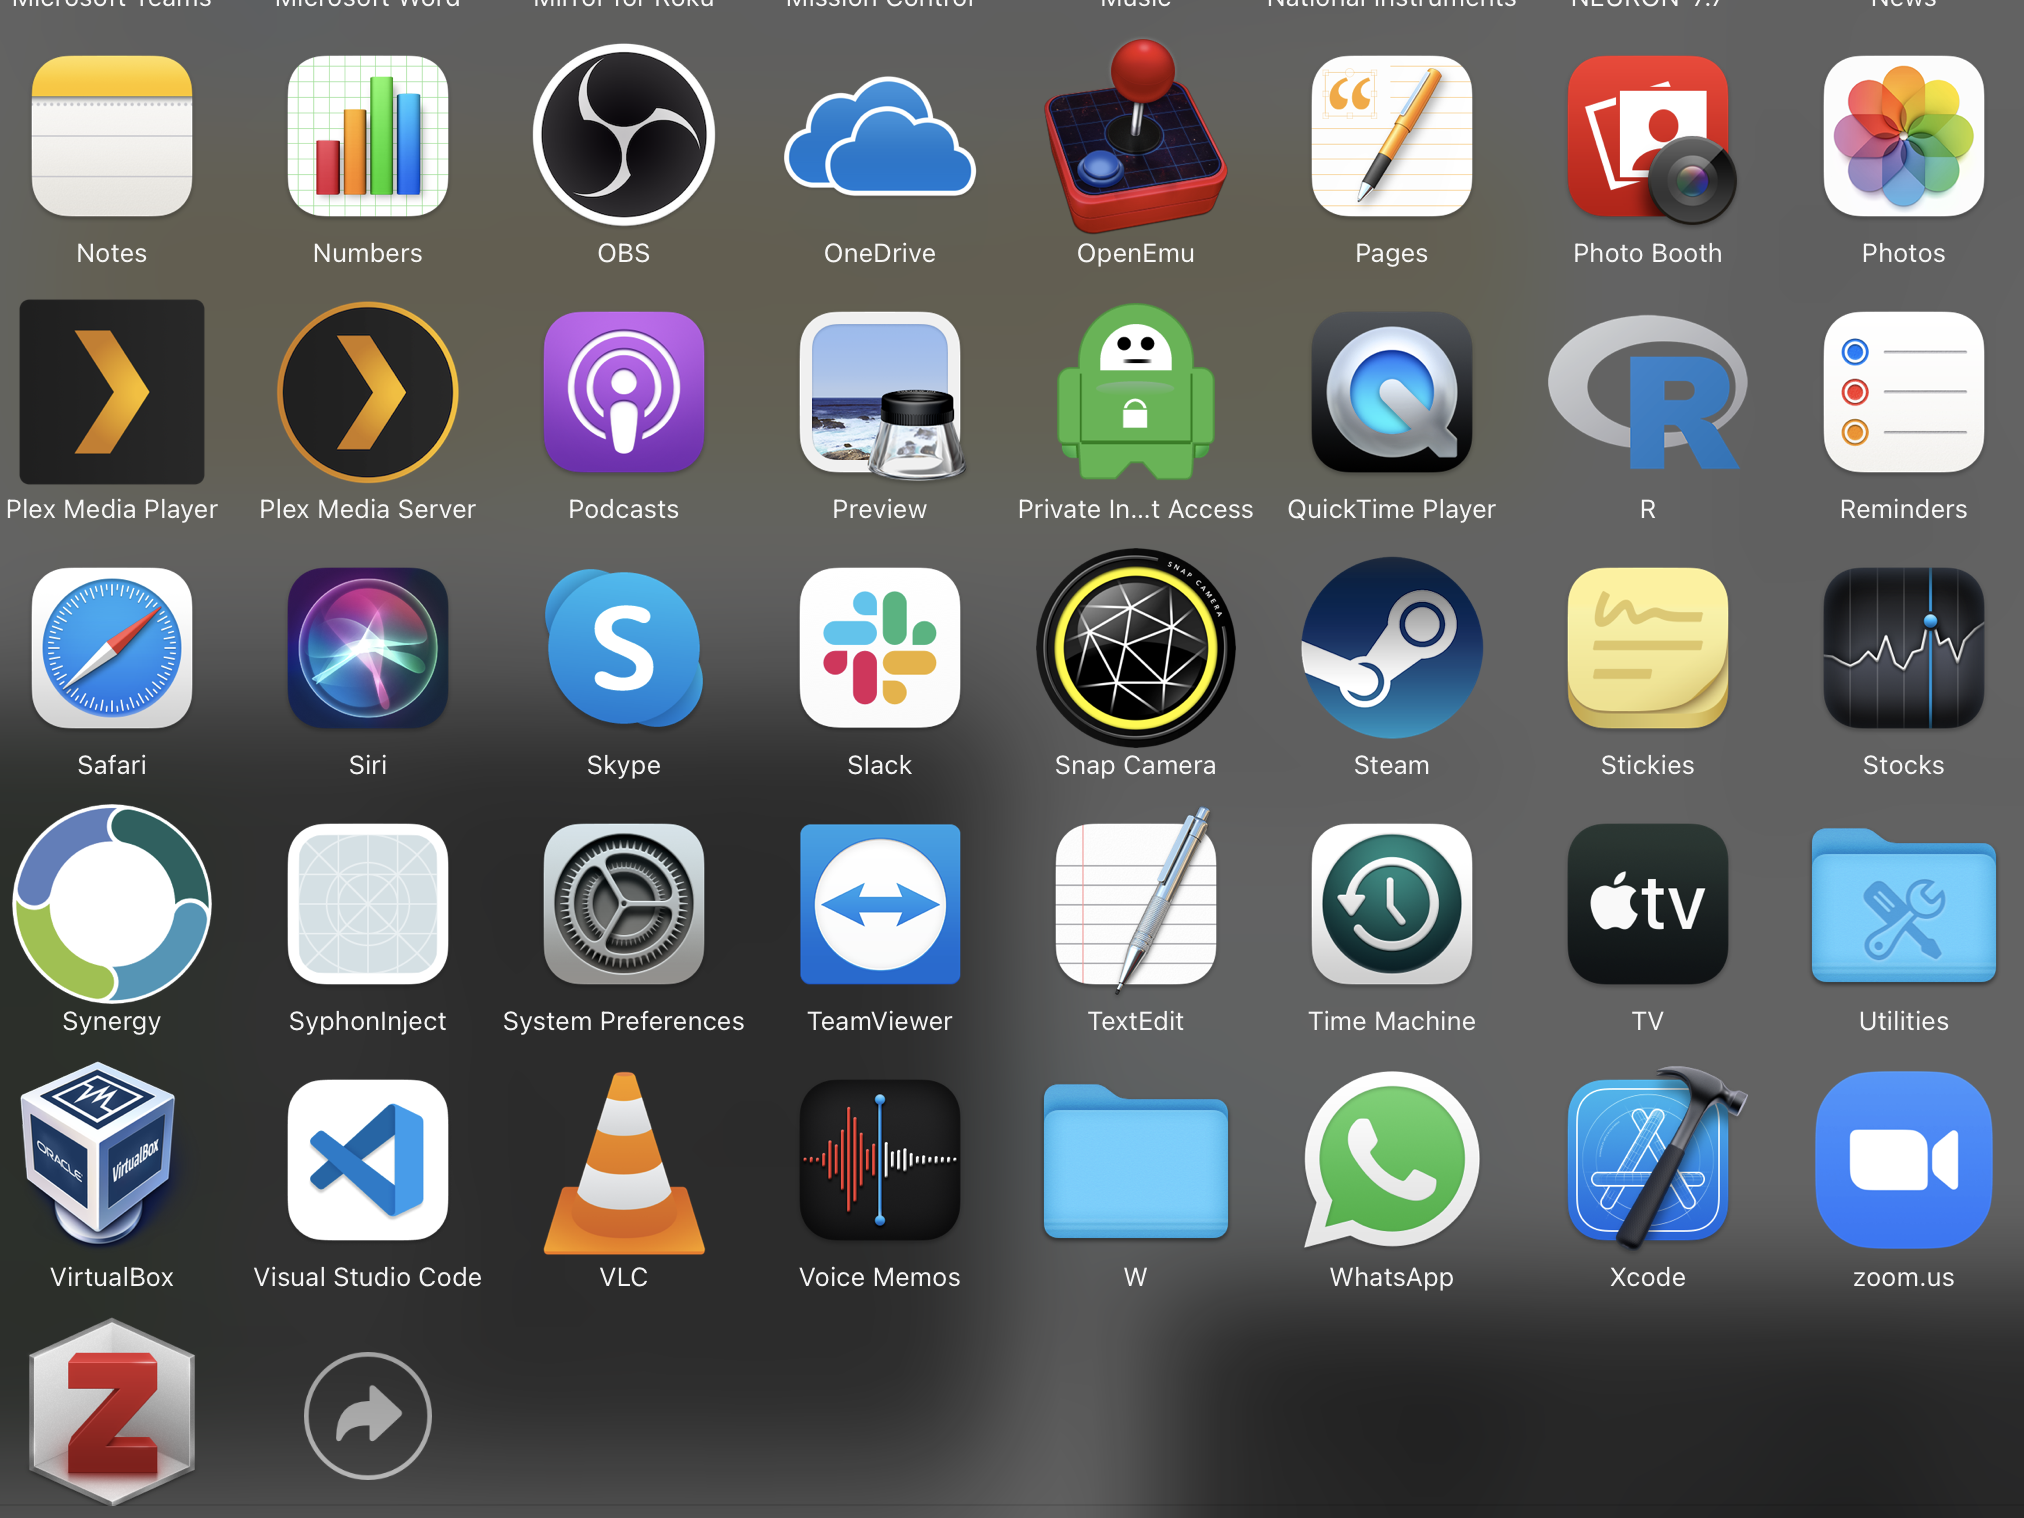 Microsoft Teams Microsoft Word Mirror for Roku Mission Control Music National Instruments NEURON 7.7 News
Notes Numbers OBS OneDrive OpenEmu Pages Photo Booth Photos
Plex Media Player Plex Media Server Podcasts Preview Private In...t Access QuickTime Player R Reminders
SNAP CAMERA
Safari Siri Skype Slack Snap Camera Steam Stickies Stocks
tv
Synergy SyphonInject System Preferences TeamViewer TextEdit Time Machine TV Utilities
ORACLE VirtualBox
VirtualBox Visual Studio Code VLC Voice Memos W WhatsApp Xcode zoom.us
Z